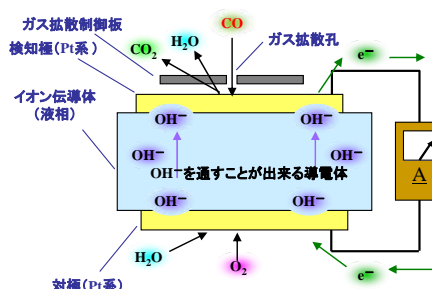 ガス拡散制御板
検知極(Pt系)
イオン伝導体
(液相)
CO₂
H₂O
CO
ガス拡散孔
e⁻
OH⁻
OH⁻
OH⁻
OH⁻
OH⁻を通すことが出来る導電体
OH⁻
OH⁻
A
H₂O
O₂
e⁻
対極(Pt系)